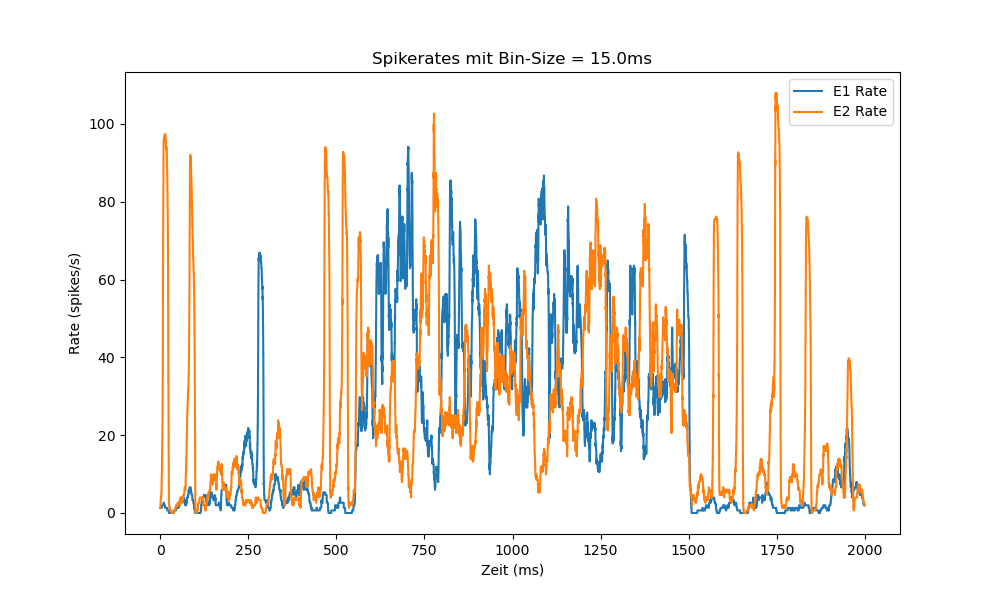 Spikerates mit Bin-Size = 15.0ms
E1 Rate
E2 Rate
Rate (spikes/s)
100
80
60
40
20
0
0 250 500 750 1000 1250 1500 1750 2000
Zeit (ms)